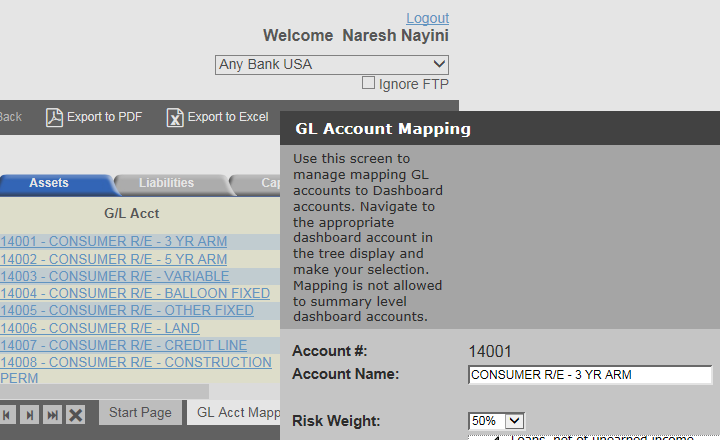 Logout
Welcome Naresh Nayini
Any Bank USA
Ignore FTP
Back
Export to PDF
Export to Excel
Assets
Liabilities
G/L Acct
14001 - CONSUMER R/E - 3 YR ARM
14002 - CONSUMER R/E - 5 YR ARM
14003 - CONSUMER R/E - VARIABLE
14004 - CONSUMER R/E - BALLOON FIXED
14005 - CONSUMER R/E - OTHER FIXED
14006 - CONSUMER R/E - LAND
14007 - CONSUMER R/E - CREDIT LINE
14008 - CONSUMER R/E - CONSTRUCTION
PERM
Start Page
GL Acct Mapp
GL Account Mapping
Use this screen to
manage mapping GL
accounts to Dashboard
accounts. Navigate to
the appropriate
dashboard account in
the tree display and
make your selection.
Mapping is not allowed
to summary level
dashboard accounts.
Account #: 14001
Account Name: CONSUMER R/E - 3 YR ARM
Risk Weight: 50%
Loans, net of unearned income